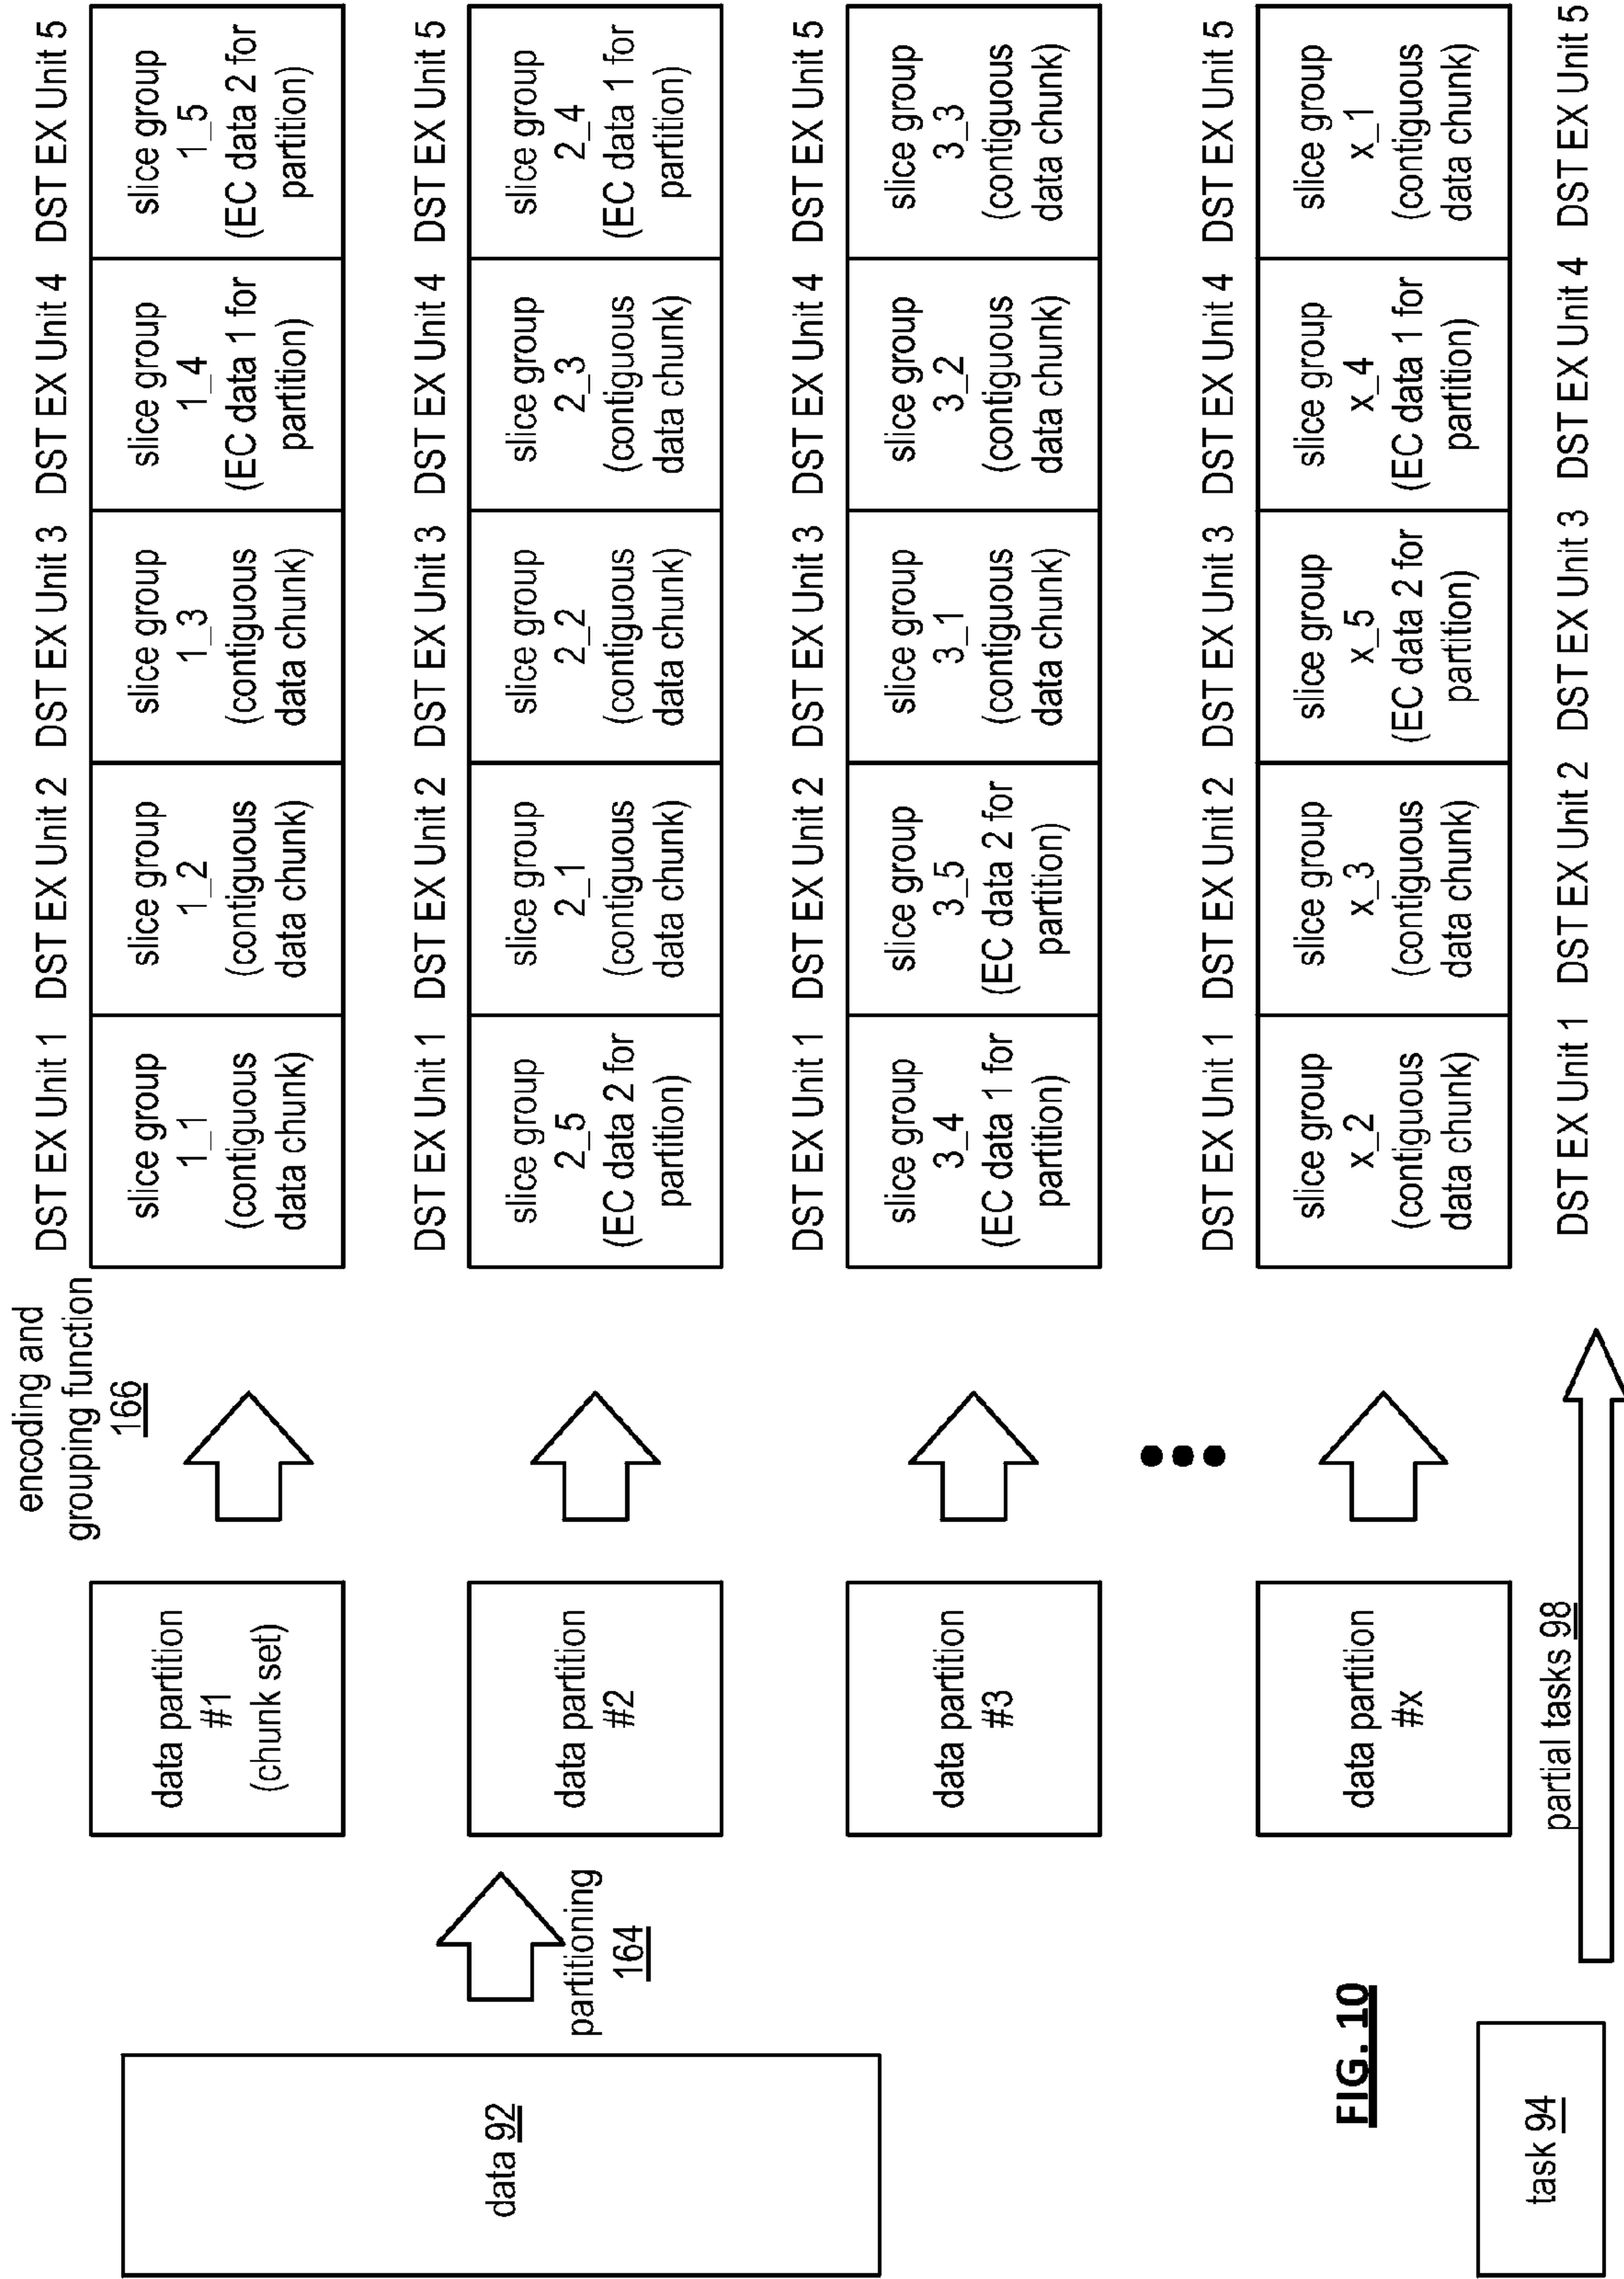 data 92
partitioning
164
data partition
#1
(chunk set)
data partition
#2
data partition
#3
data partition
#x
encoding and
grouping function
166
DST EX Unit 1 DST EX Unit 2 DST EX Unit 3 DST EX Unit 4 DST EX Unit 5
slice group
1_1
(contiguous
data chunk)
slice group
1_2
(contiguous
data chunk)
slice group
1_3
(contiguous
data chunk)
slice group
1_4
(EC data 1 for
partition)
slice group
1_5
(EC data 2 for
partition)
DST EX Unit 1 DST EX Unit 2 DST EX Unit 3 DST EX Unit 4 DST EX Unit 5
slice group
2_5
(EC data 2 for
partition)
slice group
2_1
(contiguous
data chunk)
slice group
2_2
(contiguous
data chunk)
slice group
2_3
(contiguous
data chunk)
slice group
2_4
(EC data 1 for
partition)
DST EX Unit 1 DST EX Unit 2 DST EX Unit 3 DST EX Unit 4 DST EX Unit 5
slice group
3_4
(EC data 1 for
partition)
slice group
3_5
(EC data 2 for
partition)
slice group
3_1
(contiguous
data chunk)
slice group
3_2
(contiguous
data chunk)
slice group
3_3
(contiguous
data chunk)
DST EX Unit 1 DST EX Unit 2 DST EX Unit 3 DST EX Unit 4 DST EX Unit 5
slice group
x_2
(contiguous
data chunk)
slice group
x_3
(contiguous
data chunk)
slice group
x_5
(EC data 2 for
partition)
slice group
x_4
(EC data 1 for
partition)
slice group
x_1
(contiguous
data chunk)
FIG. 10
task 94
partial tasks 98
DST EX Unit 1 DST EX Unit 2 DST EX Unit 3 DST EX Unit 4 DST EX Unit 5